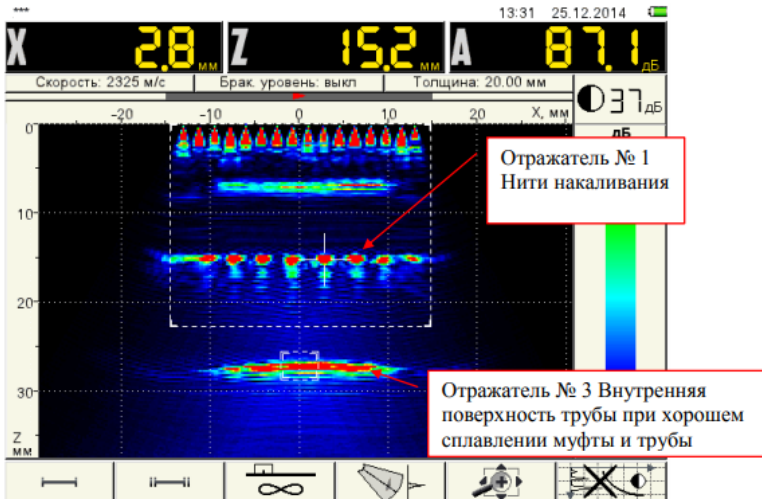 ***
13:31 25.12.2014
X 2.8 мм Z 15.2 мм A 87.1 дБ
Скорость: 2325 м/с Брак. уровень: выкл Толщина: 20.00 мм
37 дБ
-20 -10 0 10 20 X, мм
дБ
0
Отражатель № 1
Нити накаливания
10
20
30
Отражатель № 3 Внутренняя
поверхность трубы при хорошем
сплавлении муфты и трубы
Z
мм